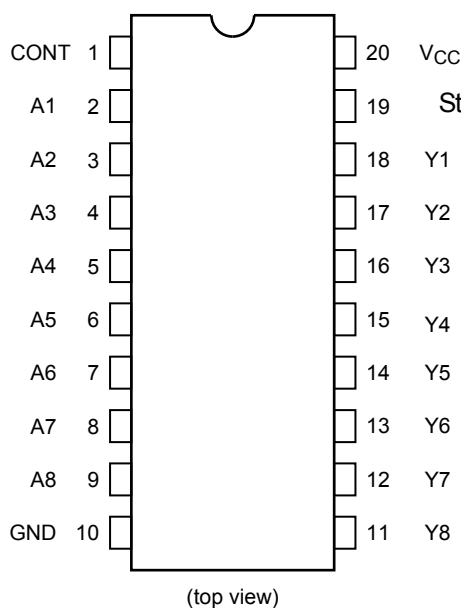 CONT 1 20 VCC
A1 2 19 St
A2 3 18 Y1
A3 4 17 Y2
A4 5 16 Y3
A5 6 15 Y4
A6 7 14 Y5
A7 8 13 Y6
A8 9 12 Y7
GND 10 11 Y8
(top view)